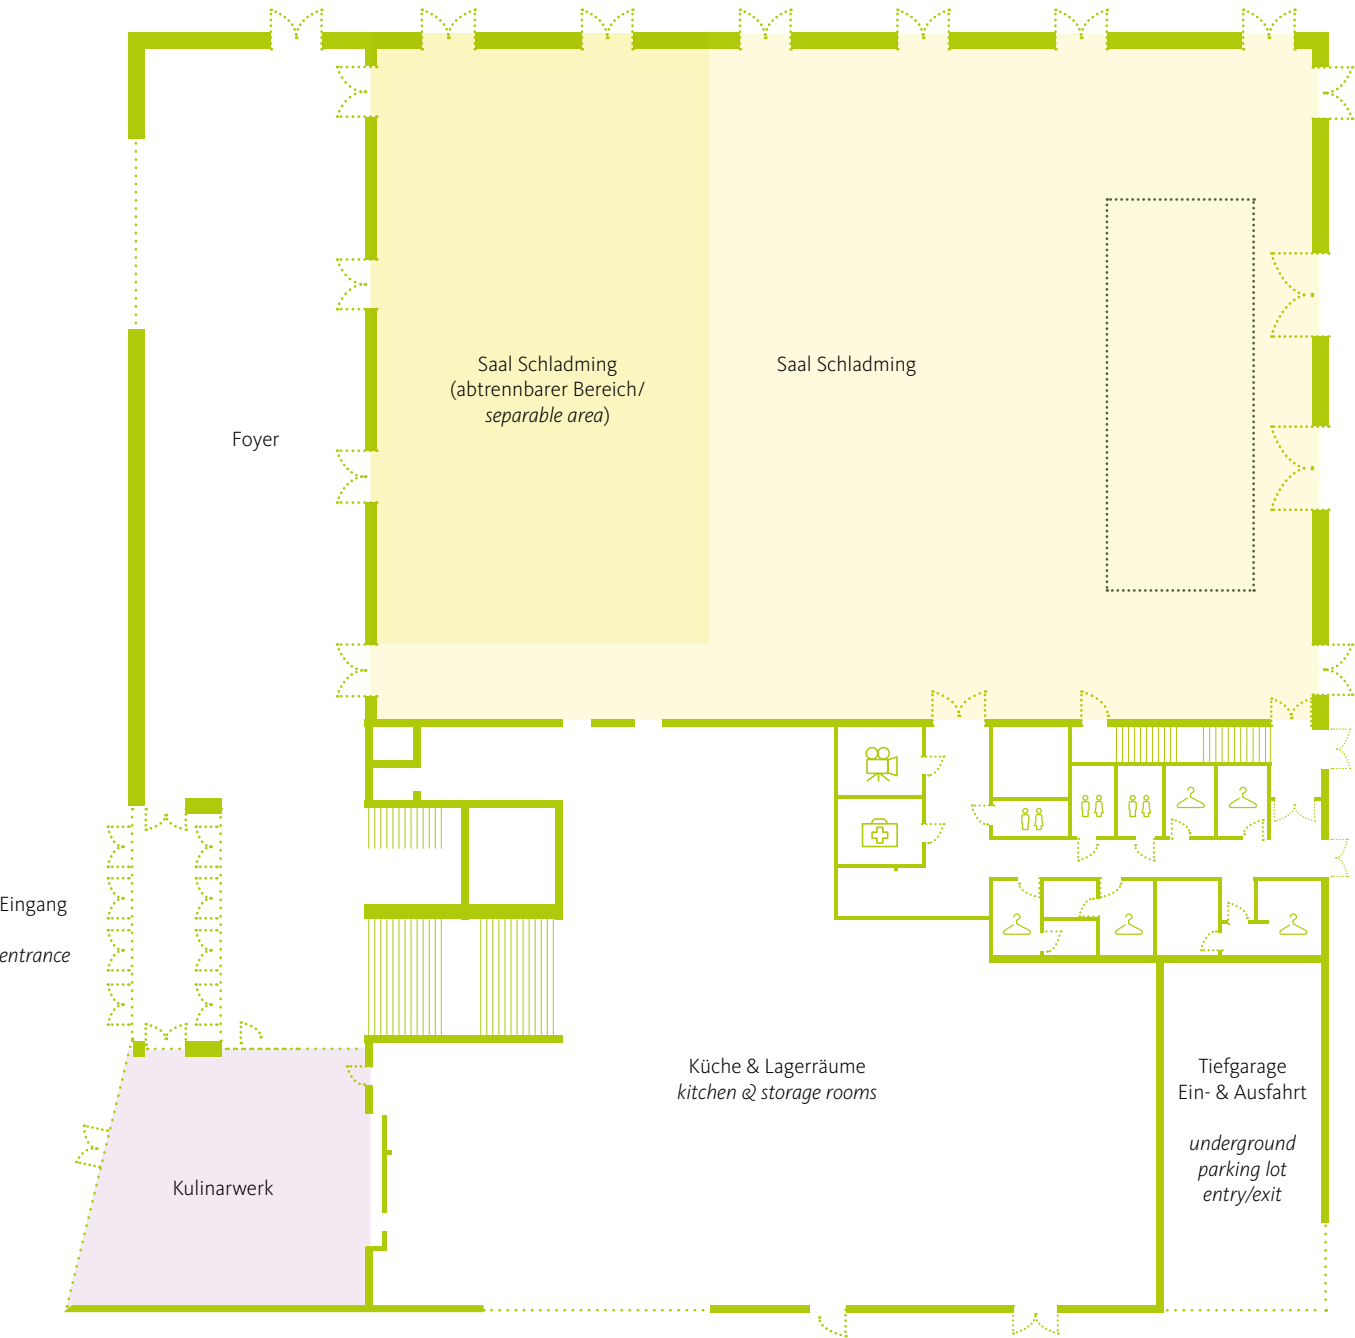 Saal Schladming
(abtrennbarer Bereich/
separable area)
Saal Schladming
Foyer
Eingang
entrance
Küche & Lagerräume
kitchen & storage rooms
Tiefgarage
Ein- & Ausfahrt
underground
parking lot
entry/exit
Kulinarwerk